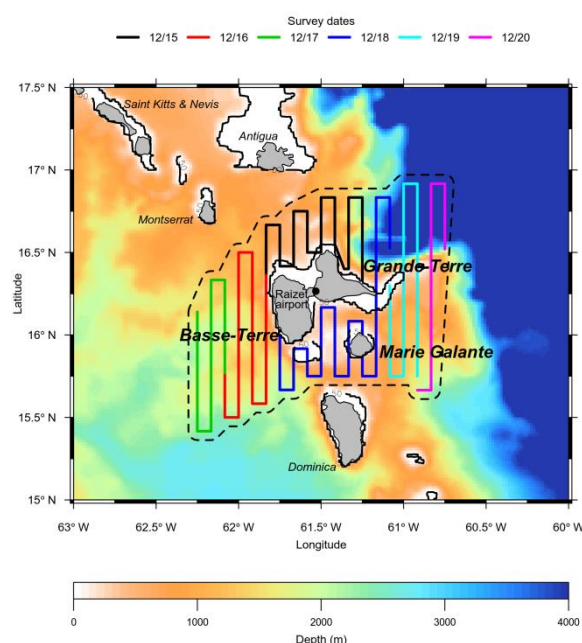 Survey dates
12/15 12/16 12/17 12/18 12/19 12/20
17.5° N
Saint Kitts & Nevis
Antigua
17° N
Montserrat
16.5° N
Grande-Terre
Raizet
airport
Latitude
16° N
Basse-Terre
Marie Galante
15.5° N
Dominica
15° N
63° W 62.5° W 62° W 61.5° W 61° W 60.5° W 60° W
Longitude
0 1000 2000 3000 4000
Depth (m)